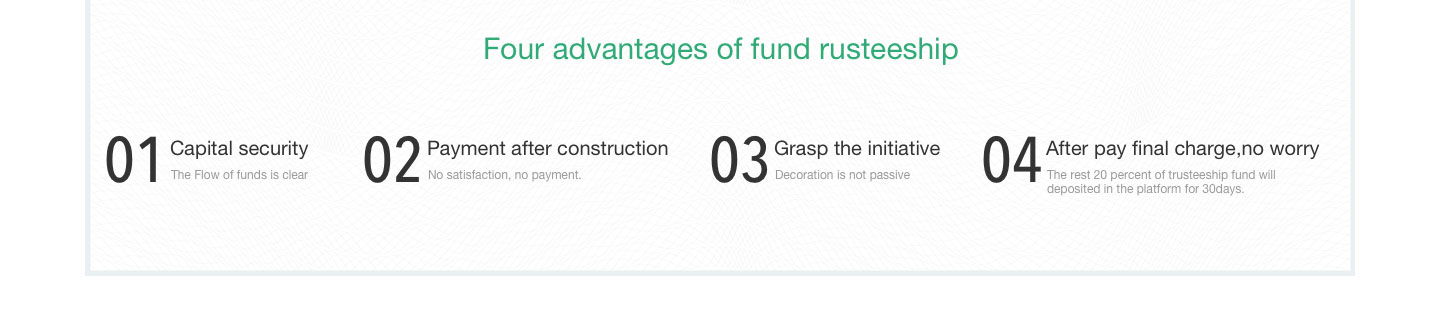 Four advantages of fund rusteeship
01 Capital security
The Flow of funds is clear
02 Payment after construction
No satisfaction, no payment.
03 Grasp the initiative
Decoration is not passive
04 After pay final charge,no worry
The rest 20 percent of trusteeship fund will
deposited in the platform for 30days.